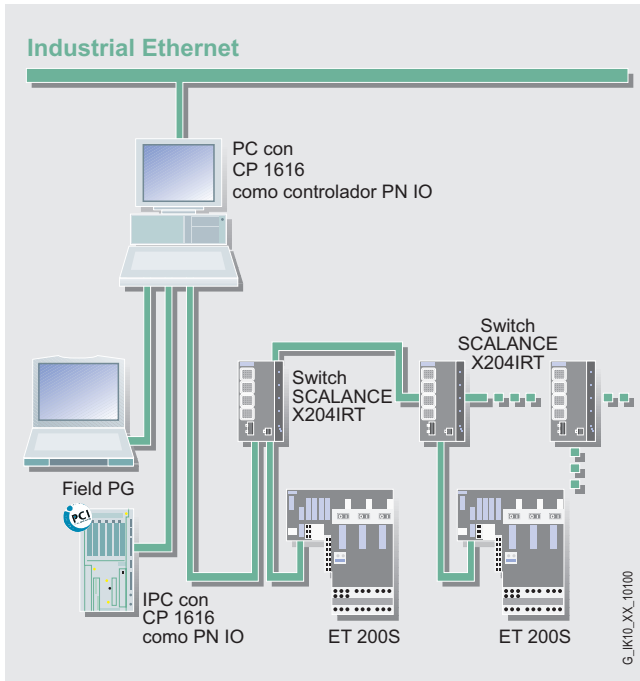 Industrial Ethernet
PC con
CP 1616
como controlador PN IO
Switch
SCALANCE
X204IRT
Switch
SCALANCE
X204IRT
Field PG
PCI
IPC con
CP 1616
como PN IO
ET 200S
ET 200S
G_IK10_XX_10100